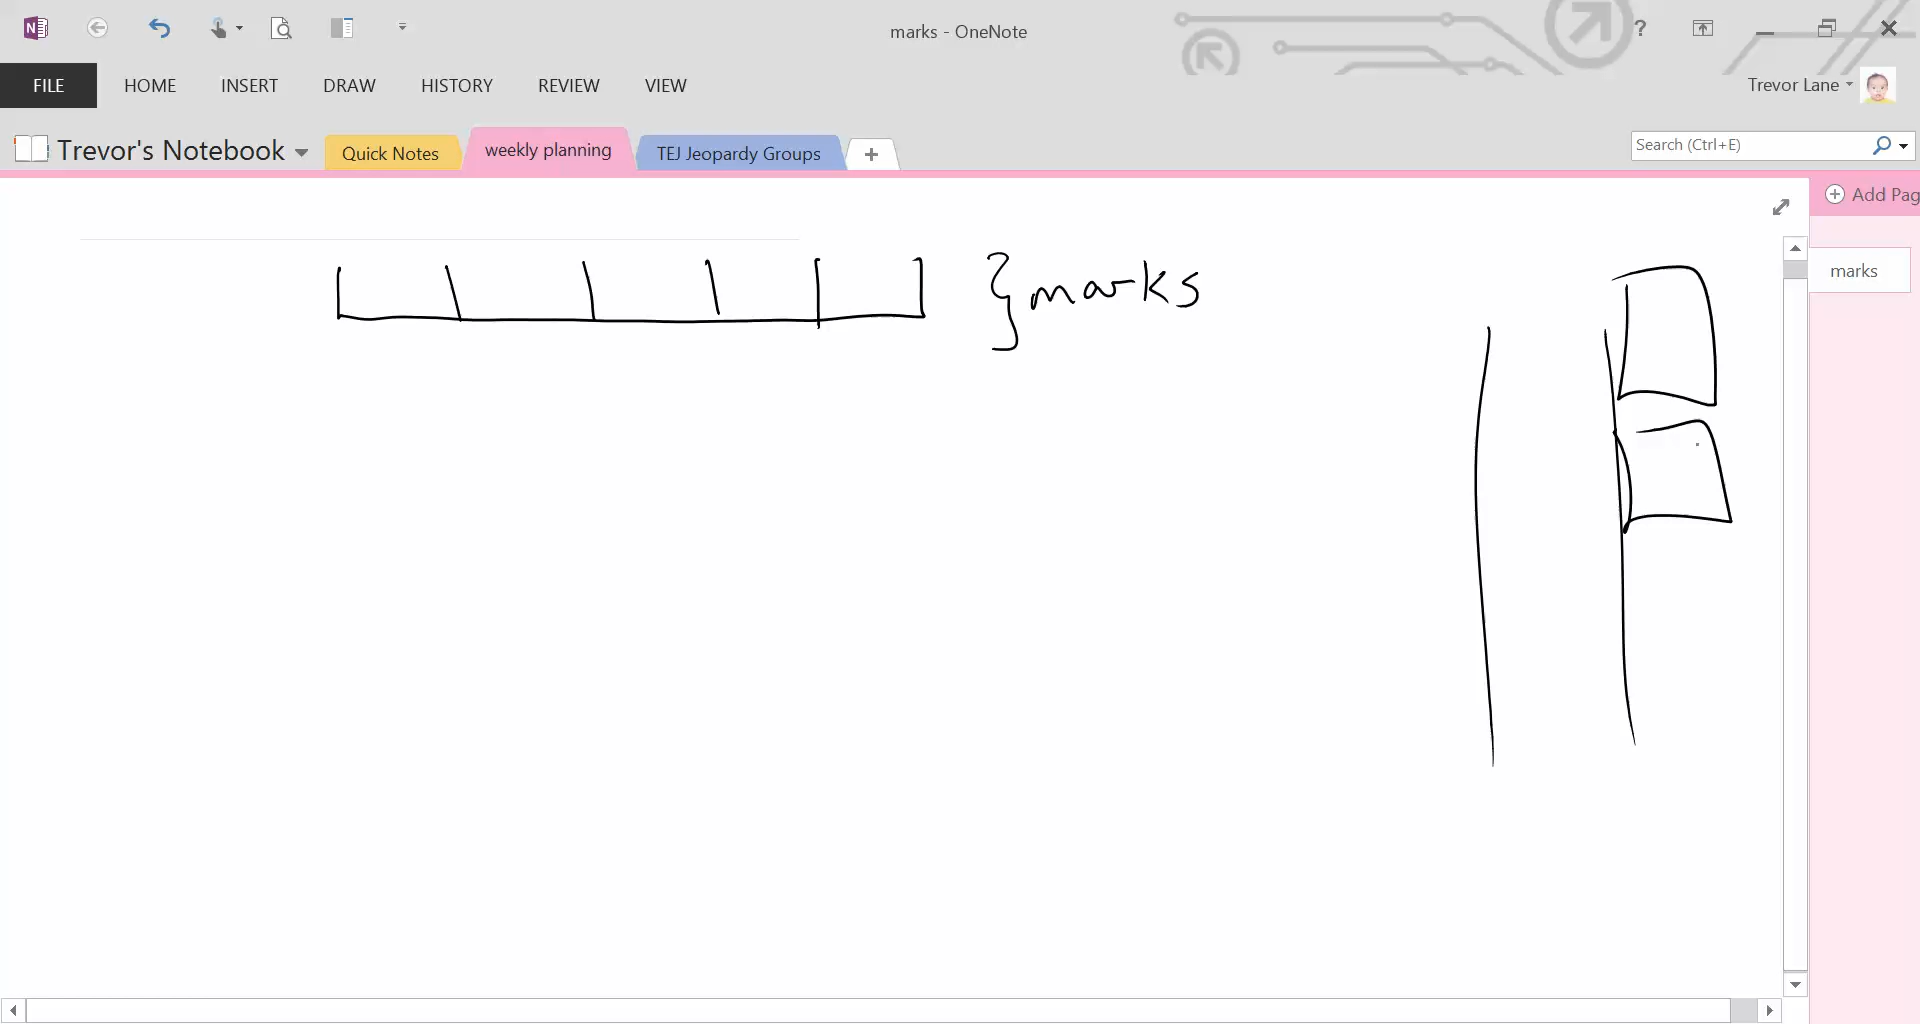 marks - OneNote
?
FILE HOME INSERT DRAW HISTORY REVIEW VIEW
Trevor Lane
Trevor's Notebook
Quick Notes
weekly planning
TEJ Jeopardy Groups
+
Search (Ctrl+E)
Add Pag
marks
} marks